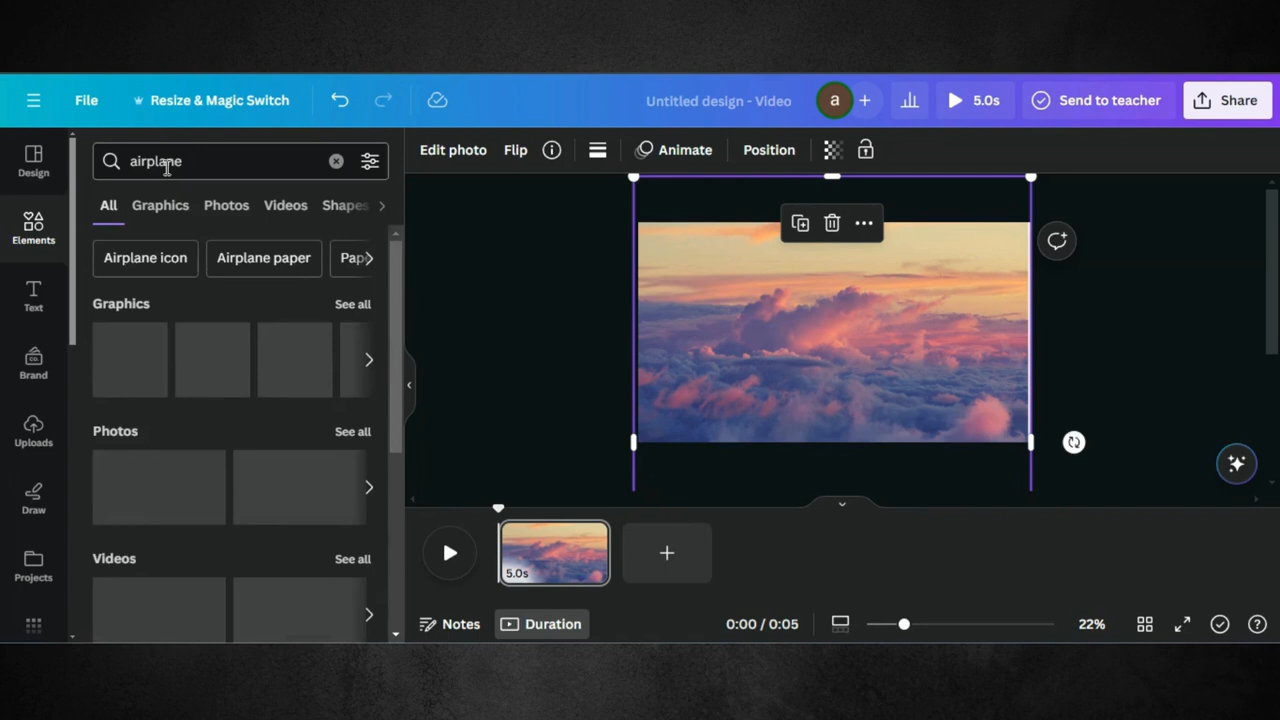 File
Resize & Magic Switch
Untitled design - Video
a
5.0s
Send to teacher
Share
Design
Elements
Text
Brand
CO.
Uploads
Draw
Projects
airplane
All Graphics Photos Videos Shapes
Airplane icon Airplane paper
Graphics See all
Photos See all
Videos See all
Edit photo Flip Animate Position
5.0s
Notes Duration 0:00 / 0:05 22%